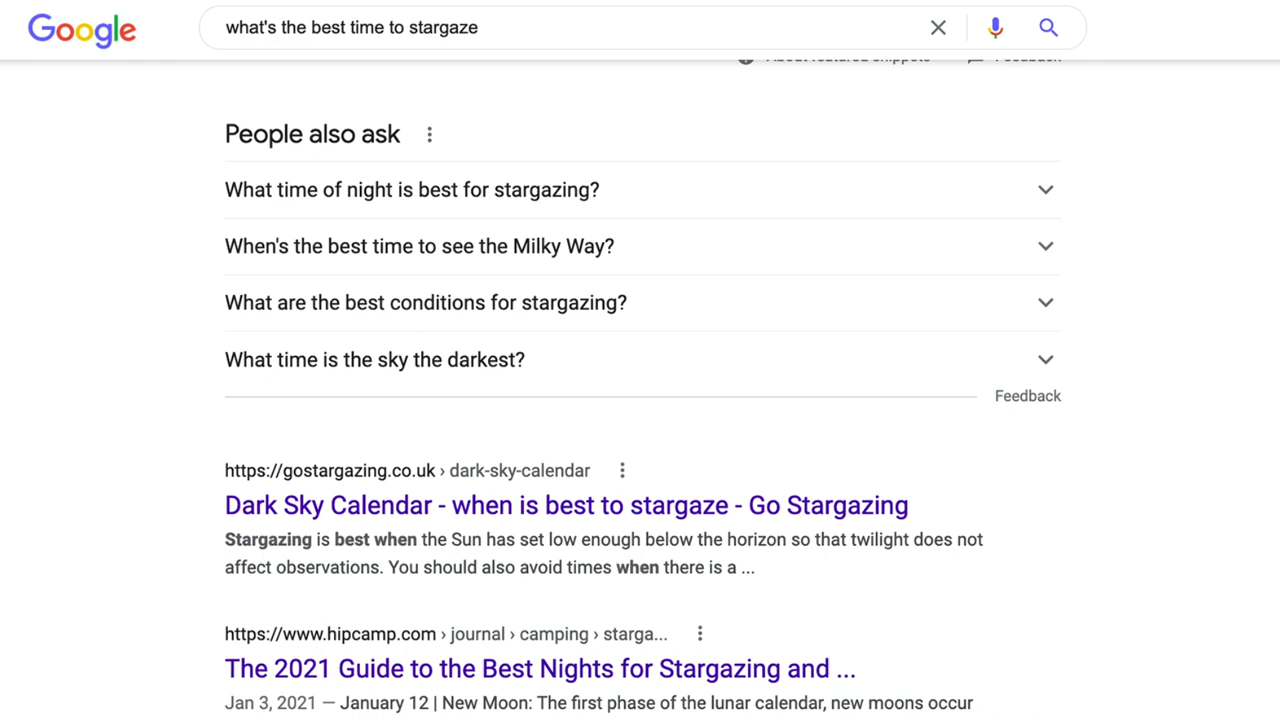 Google
what's the best time to stargaze
People also ask
What time of night is best for stargazing?
When's the best time to see the Milky Way?
What are the best conditions for stargazing?
What time is the sky the darkest?
Feedback
https://gostargazing.co.uk › dark-sky-calendar
Dark Sky Calendar - when is best to stargaze - Go Stargazing
Stargazing is best when the Sun has set low enough below the horizon so that twilight does not
affect observations. You should also avoid times when there is a ...
https://www.hipcamp.com › journal › camping › starga...
The 2021 Guide to the Best Nights for Stargazing and ...
Jan 3, 2021 — January 12 | New Moon: The first phase of the lunar calendar, new moons occur